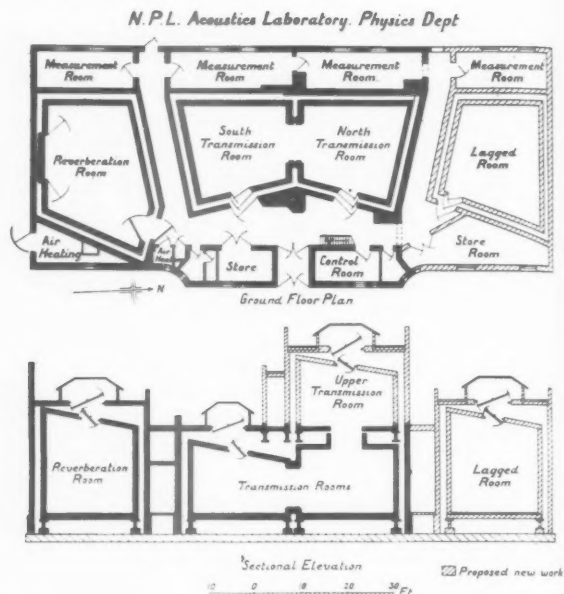 N.P.L. Acoustics Laboratory. Physics Dept
Measurement Room
Measurement Room
Measurement Room
Measurement Room
Reverberation Room
South Transmission Room
North Transmission Room
Lagged Room
Air Heating
Store
Control Room
Store Room
N
Ground Floor Plan
Upper Transmission Room
Reverberation Room
Transmission Rooms
Lagged Room
Sectional Elevation
Proposed new work
10 0 10 20 30 Ft